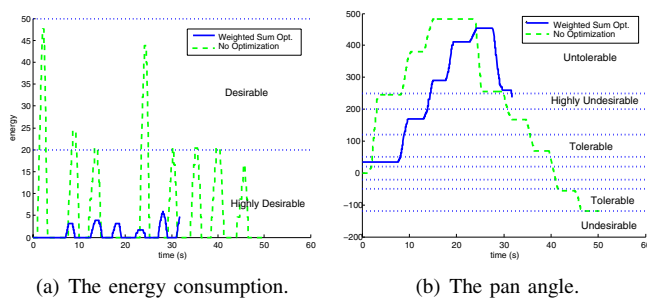 50
45
40
35
30
25
20
15
10
5
0
energy
0 10 20 30 40 50 60
time (s)
Weighted Sum Opt.
No Optimization
Desirable
Highly Desirable
(a) The energy consumption.
500
400
300
200
100
0
−100
−200
0 10 20 30 40 50 60
time (s)
Weighted Sum Opt.
No Optimization
Untolerable
Highly Undesirable
Tolerable
Tolerable
Undesirable
(b) The pan angle.